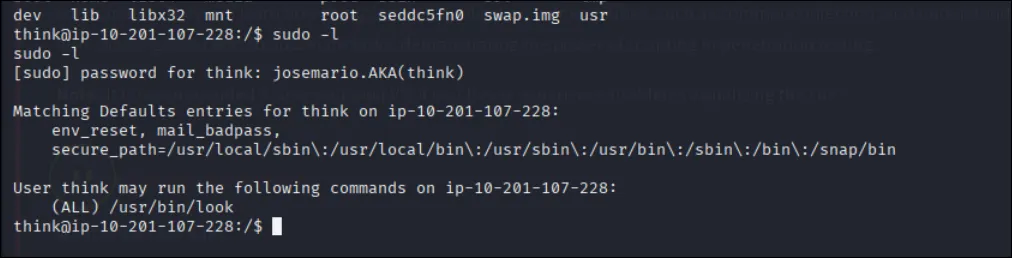 dev lib libx32 mnt root seddc5fn0 swap.img usr
think@ip-10-201-107-228:/$ sudo -l
sudo -l
[sudo] password for think: josemario.AKA(think)
Matching Defaults entries for think on ip-10-201-107-228:
env_reset, mail_badpass,
secure_path=/usr/local/sbin\:/usr/local/bin\:/usr/sbin\:/usr/bin\:/sbin\:/bin\:/snap/bin
User think may run the following commands on ip-10-201-107-228:
(ALL) /usr/bin/look
think@ip-10-201-107-228:/$